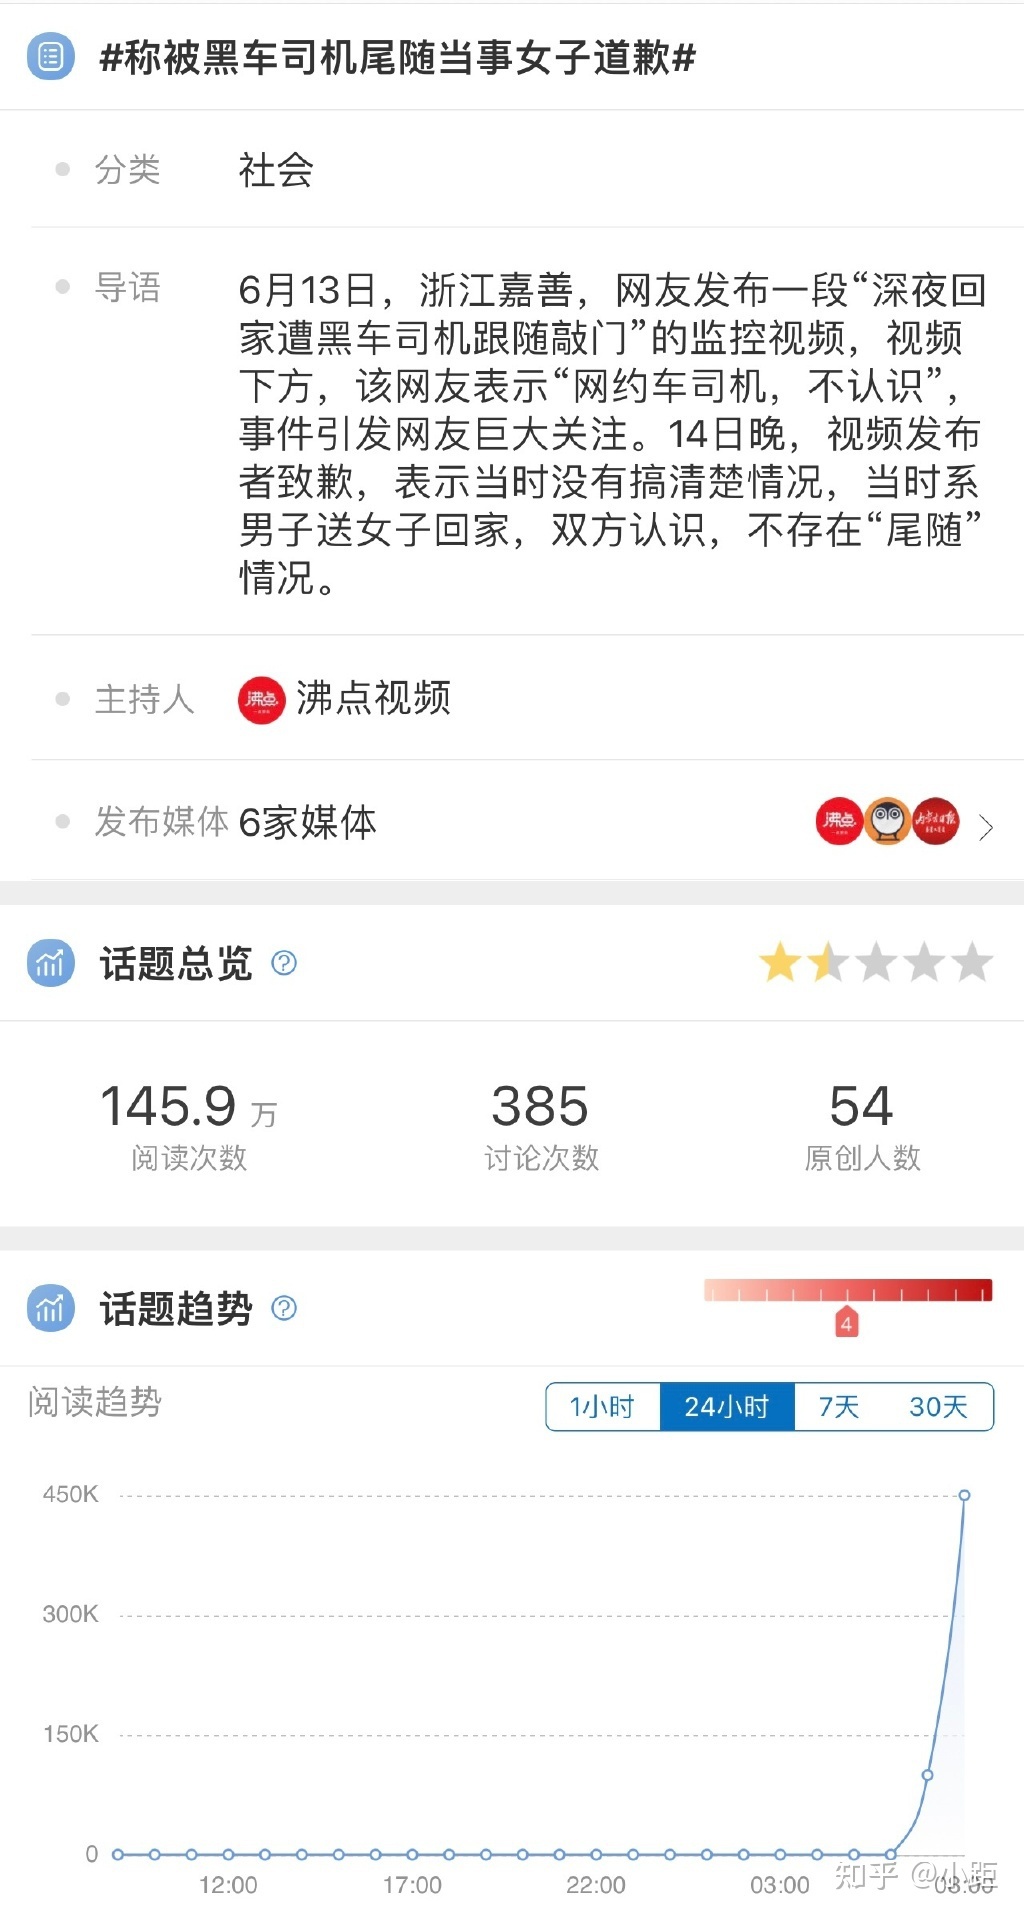 #称被黑车司机尾随当事女子道歉#
分类 社会
导语 6月13日，浙江嘉善，网友发布一段“深夜回
家遭黑车司机跟随敲门”的监控视频，视频
下方，该网友表示“网约车司机，不认识”，
事件引发网友巨大关注。14日晚，视频发布
者致歉，表示当时没有搞清楚情况，当时系
男子送女子回家，双方认识，不存在“尾随”
情况。
主持人 沸点 沸点视频
发布媒体 6家媒体 沸点
话题总览 ?
145.9 万 385 54
阅读次数 讨论次数 原创人数
话题趋势 ?
4
阅读趋势 1小时 24小时 7天 30天
450K
300K
150K
0
12:00 17:00 22:00 03:00 08:00
知乎 @小距